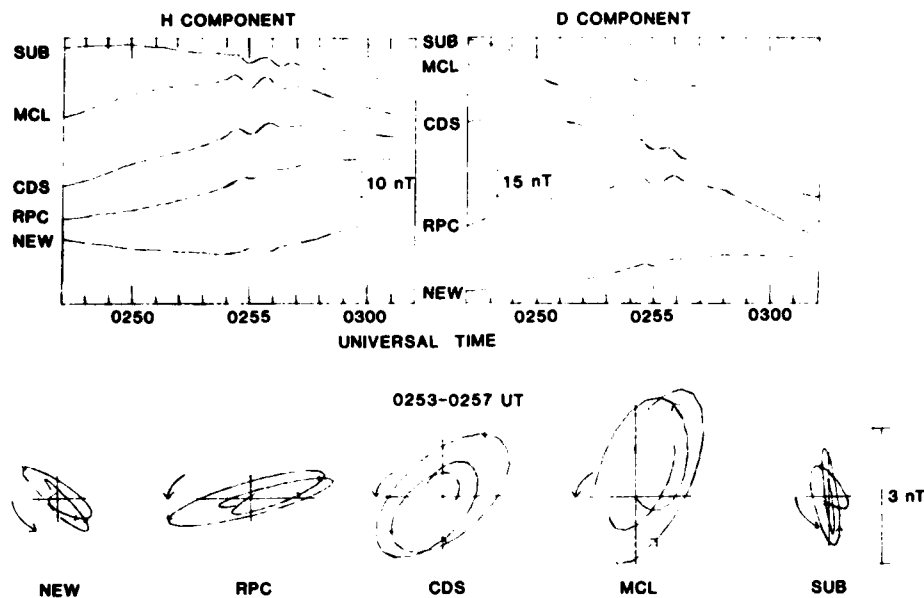 H COMPONENT
D COMPONENT
SUB
MCL
CDS
RPC
NEW
10 nT
SUB
MCL
CDS
15 nT
RPC
NEW
0250 0255 0300
0250 0255 0300
UNIVERSAL TIME
0253-0257 UT
3 nT
NEW RPC CDS MCL SUB